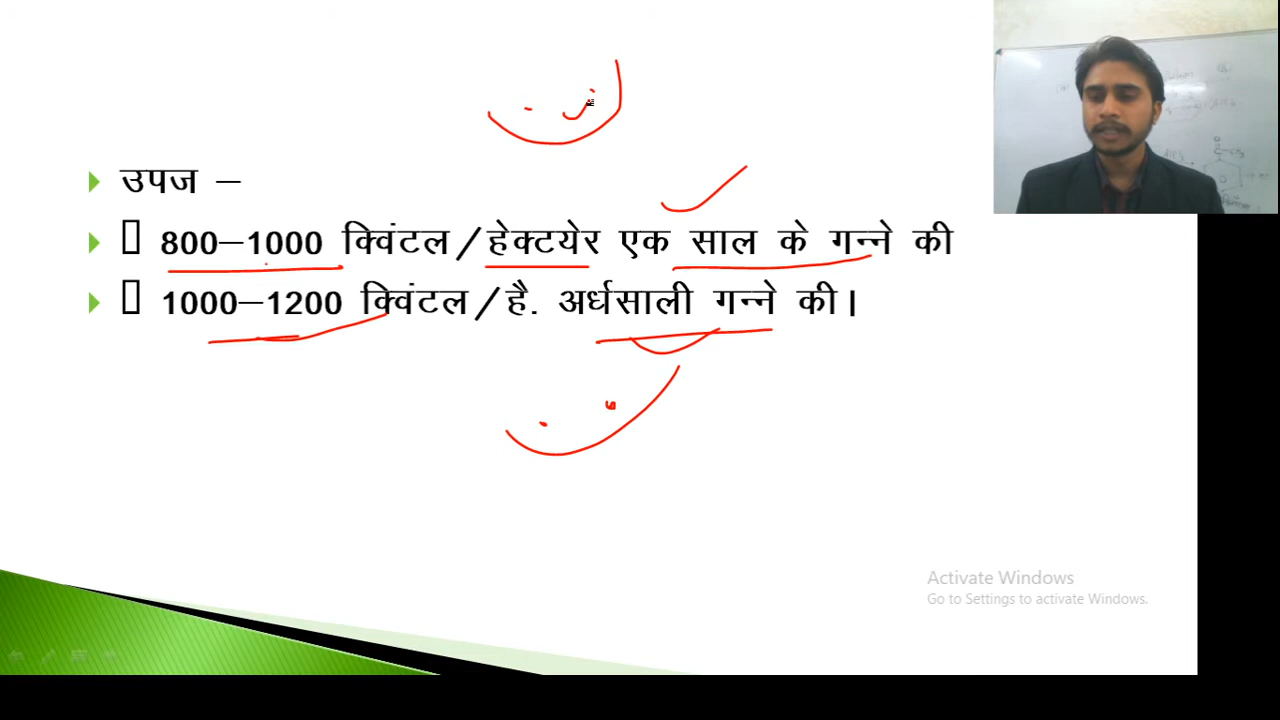 उपज –
800–1000 क्विंटल/हेक्टयेर एक साल के गन्ने की
1000–1200 क्विंटल/है. अर्धसाली गन्ने की।
Activate Windows
Go to Settings to activate Windows.